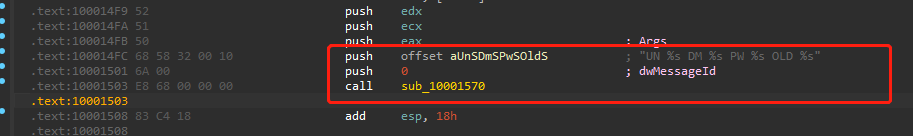 .text:100014F9 52 push edx
.text:100014FA 51 push ecx
.text:100014FB 50 push eax ; Args
.text:100014FC 68 58 32 00 10 push offset aUnSDmSPwSOldS ; "UN %s DM %s PW %s OLD %s"
.text:10001501 6A 00 push 0 ; dwMessageId
.text:10001503 E8 68 00 00 00 call sub_10001570
.text:10001503
.text:10001508 83 C4 18 add esp, 18h
.text:10001508